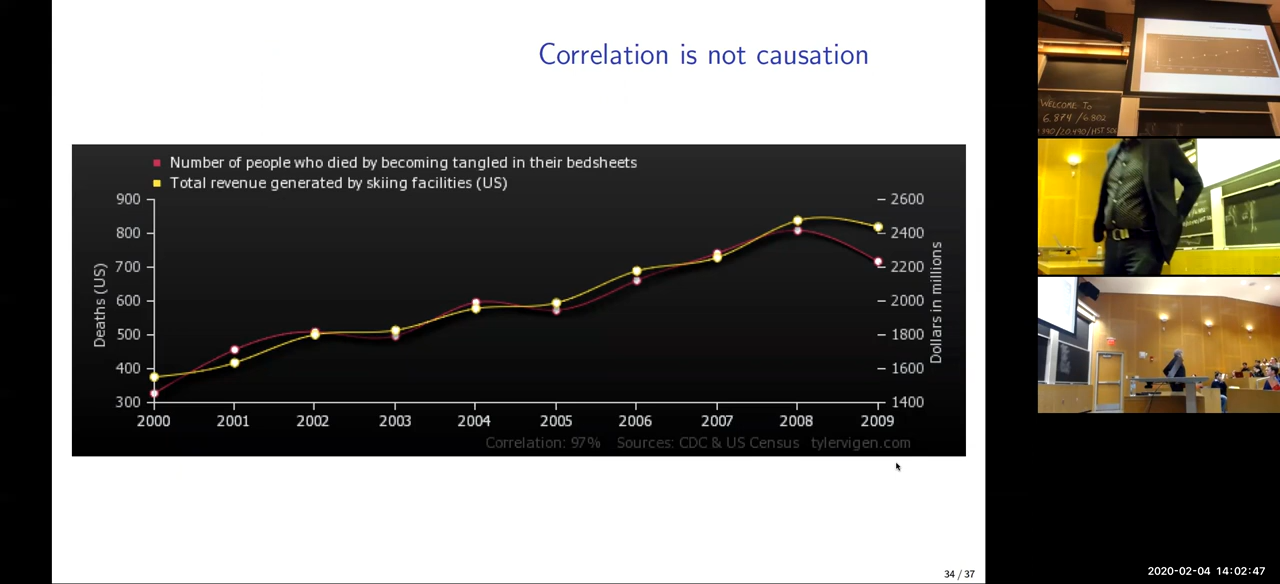 Correlation is not causation
Number of people who died by becoming tangled in their bedsheets
Total revenue generated by skiing facilities (US)
Deaths (US)
900
800
700
600
500
400
300
2600
2400
2200
2000
1800
1600
1400
Dollars in millions
2000 2001 2002 2003 2004 2005 2006 2007 2008 2009
Correlation: 97% Sources: CDC & US Census tylervigen.com
34 / 37
WELCOME TO
6.874 / 6.802
2020-02-04 14:02:47